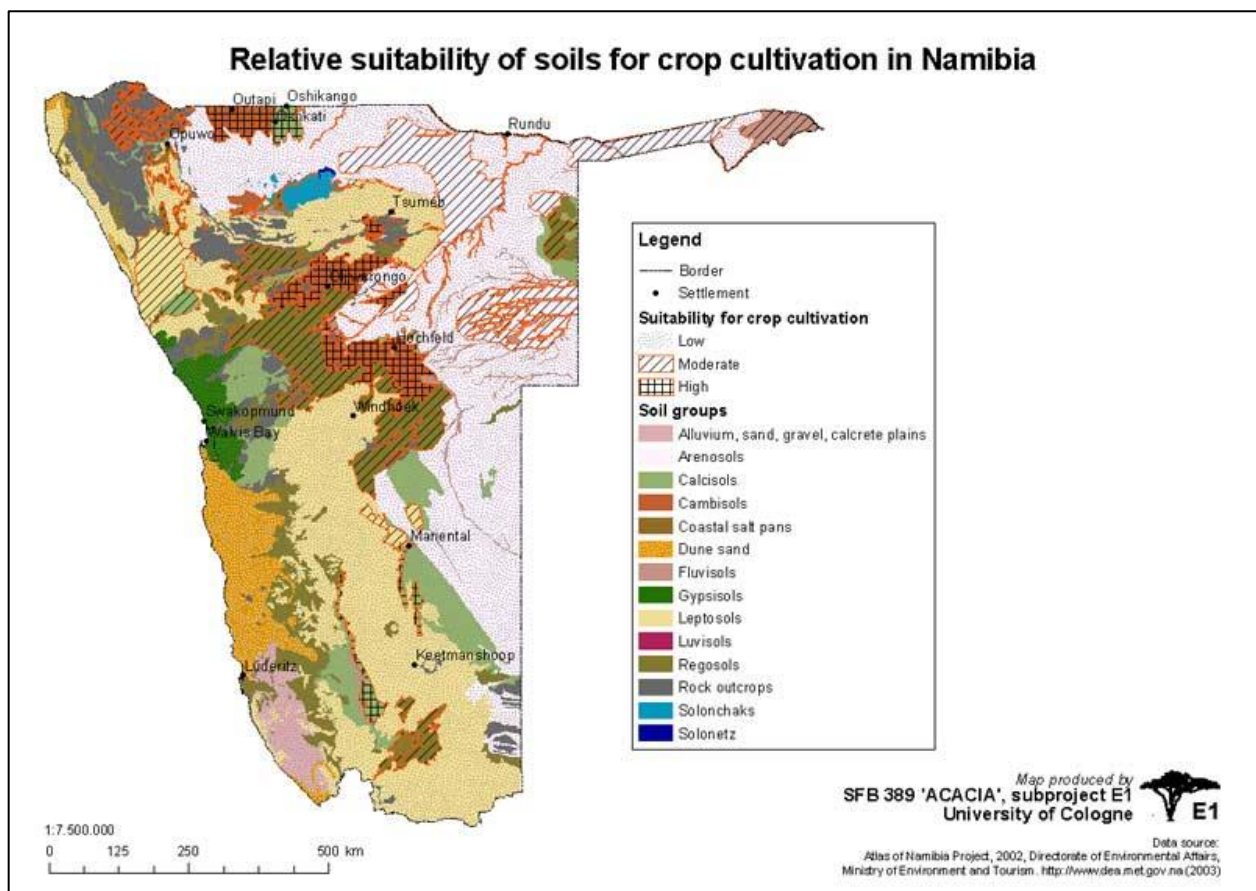 Relative suitability of soils for crop cultivation in Namibia
Outapi
Oshikango
Opuwo
Rundu
Tsumeb
Hochfeld
Windhoek
Swakopmund
Walvis Bay
Mariental
Lüderitz
Keetmanshoop
Legend
Border
Settlement
Suitability for crop cultivation
Low
Moderate
High
Soil groups
Alluvium, sand, gravel, calcrete plains
Arenosols
Calcisols
Cambisols
Coastal salt pans
Dune sand
Fluvisols
Gypsisols
Leptosols
Luvisols
Regosols
Rock outcrops
Solonchaks
Solonetz
1:7.500.000
0 125 250 500 km
Map produced by
SFB 389 'ACACIA', subproject E1
University of Cologne
E1
Data source:
Atlas of Namibia Project, 2002, Directorate of Environmental Affairs,
Ministry of Environment and Tourism. http://www.dea.met.gov.na (2003)